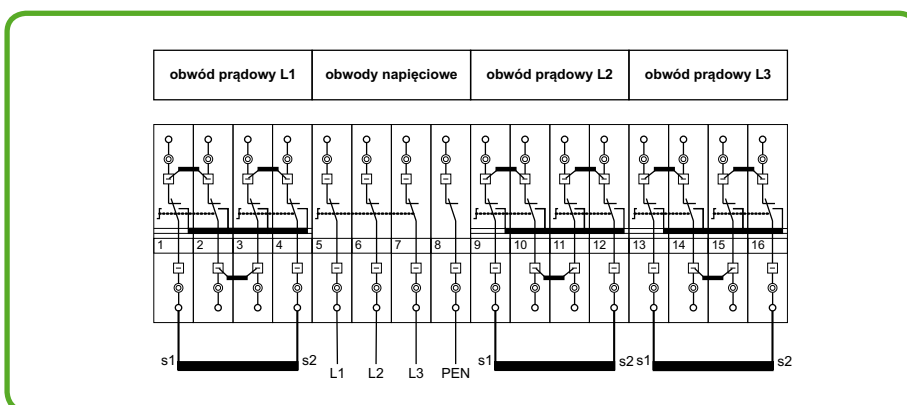 obwód prądowy L1 obwody napięciowe obwód prądowy L2 obwód prądowy L3
1 2 3 4 5 6 7 8 9 10 11 12 13 14 15 16
s1 s2 L1 L2 L3 PEN s1 s2 s1 s2